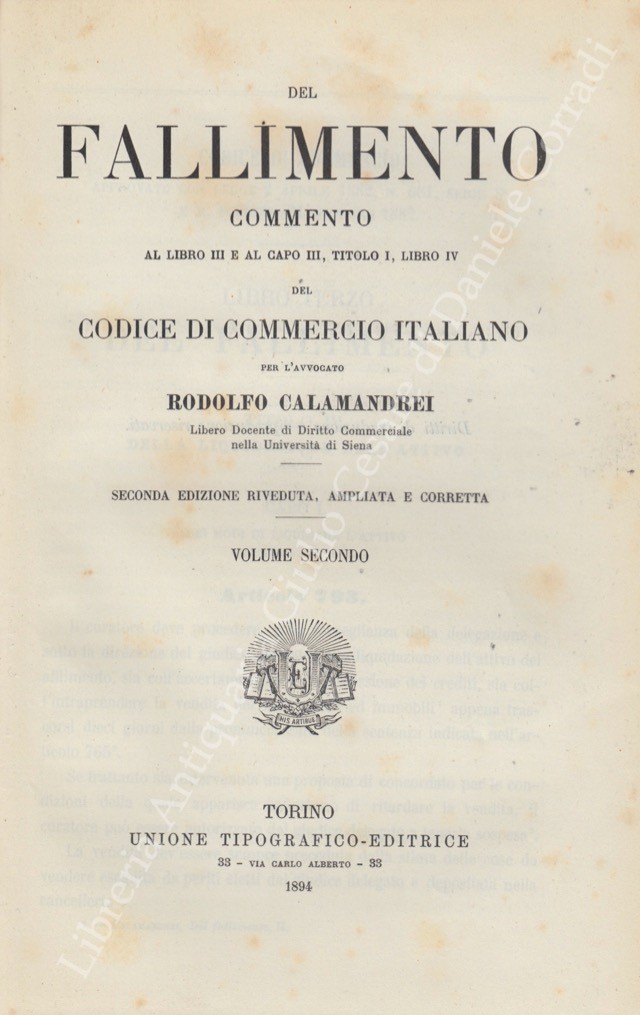 DEL
FALLIMENTO
COMMENTO
AL LIBRO III E AL CAPO III, TITOLO I, LIBRO IV
DEL
CODICE DI COMMERCIO ITALIANO
PER L'AVVOCATO
RODOLFO CALAMANDREI
Libero Docente di Diritto Commerciale
nella Università di Siena
SECONDA EDIZIONE RIVEDUTA, AMPLIATA E CORRETTA
VOLUME SECONDO
HIS ARTIBUS
TORINO
UNIONE TIPOGRAFICO-EDITRICE
33 - VIA CARLO ALBERTO - 33
1894
Libreria Antiquaria Giulio Cesare di Daniele Corradi